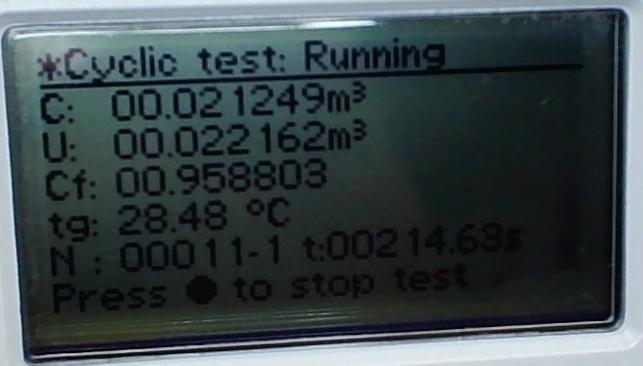 *Cyclic test: Running
C: 00.021249m³
U: 00.022162m³
Cf: 00.958803
tg: 28.48 °C
N : 00011-1 t:00214.63s
Press ● to stop test